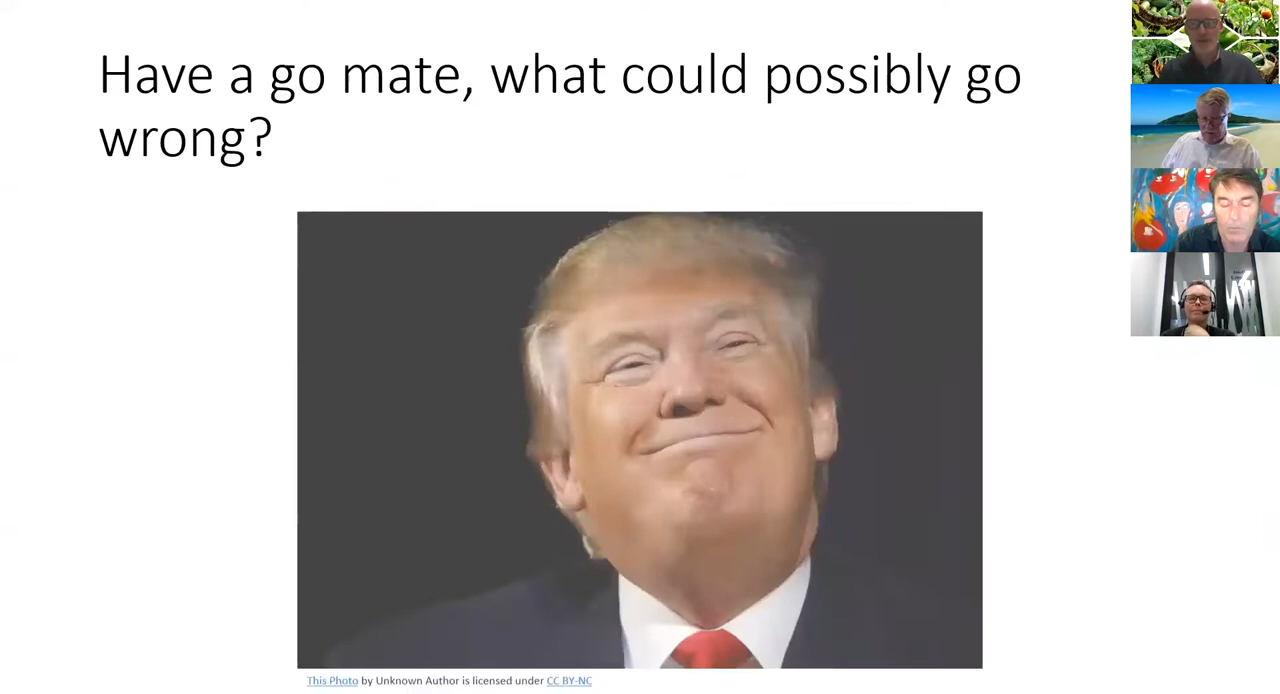 Have a go mate, what could possibly go
wrong?
This Photo by Unknown Author is licensed under CC BY-NC